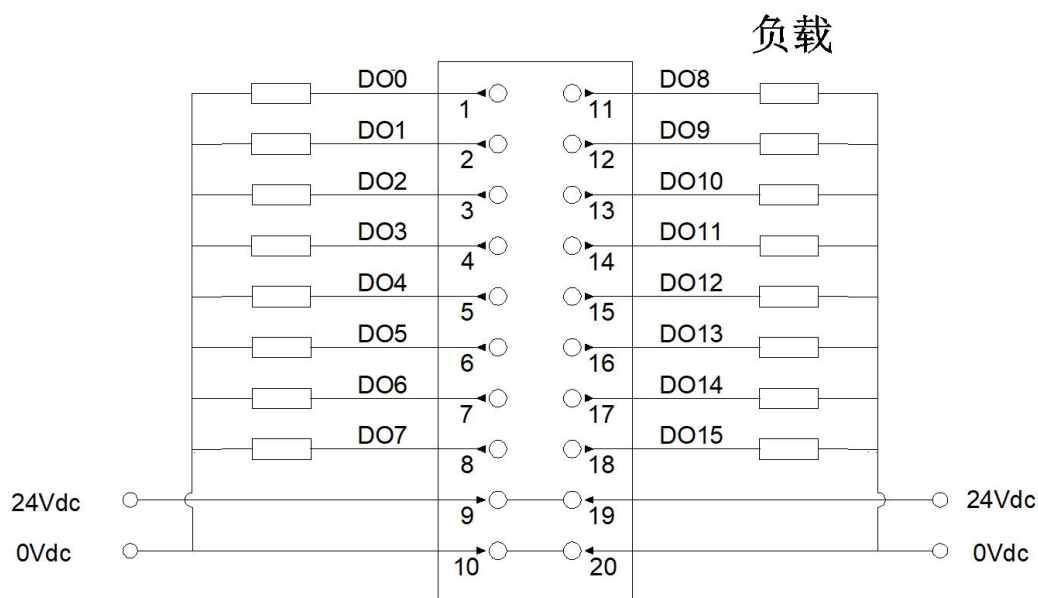 负载
DO0 DO8
1 11
DO1 DO9
2 12
DO2 DO10
3 13
DO3 DO11
4 14
DO4 DO12
5 15
DO5 DO13
6 16
DO6 DO14
7 17
DO7 DO15
8 18
24Vdc 9 19 24Vdc
0Vdc 10 20 0Vdc